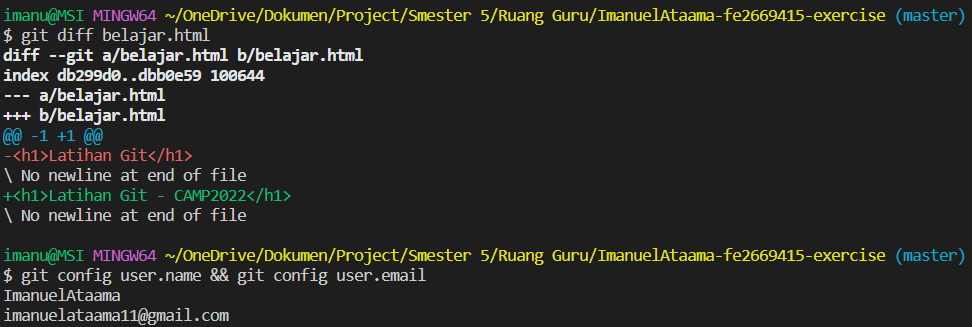 imanu@MSI MINGW64 ~/OneDrive/Dokumen/Project/Smester 5/Ruang Guru/ImanuelAtaama-fe2669415-exercise (master)
$ git diff belajar.html
diff --git a/belajar.html b/belajar.html
index db299d0..dbb0e59 100644
--- a/belajar.html
+++ b/belajar.html
@@ -1 +1 @@
-<h1>Latihan Git</h1>
\ No newline at end of file
+<h1>Latihan Git - CAMP2022</h1>
\ No newline at end of file
imanu@MSI MINGW64 ~/OneDrive/Dokumen/Project/Smester 5/Ruang Guru/ImanuelAtaama-fe2669415-exercise (master)
$ git config user.name && git config user.email
ImanuelAtaama
imanuelataama11@gmail.com